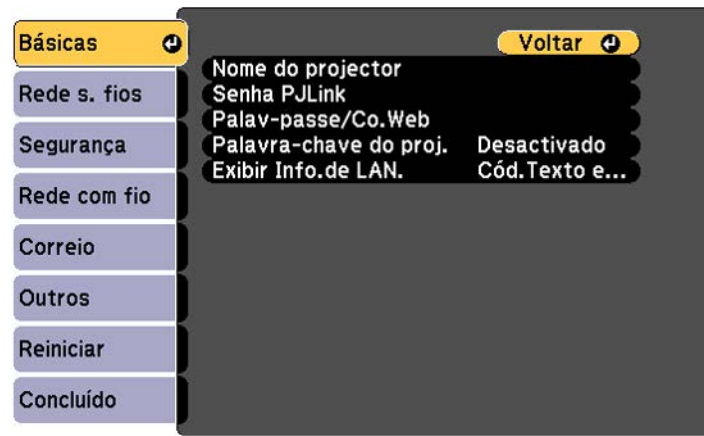 Básicas
Rede s. fios
Segurança
Rede com fio
Correio
Outros
Reiniciar
Concluído
Voltar
Nome do projector
Senha PJLink
Palav-passe/Co.Web
Palavra-chave do proj. Desactivado
Exibir Info.de LAN. Cód.Texto e...